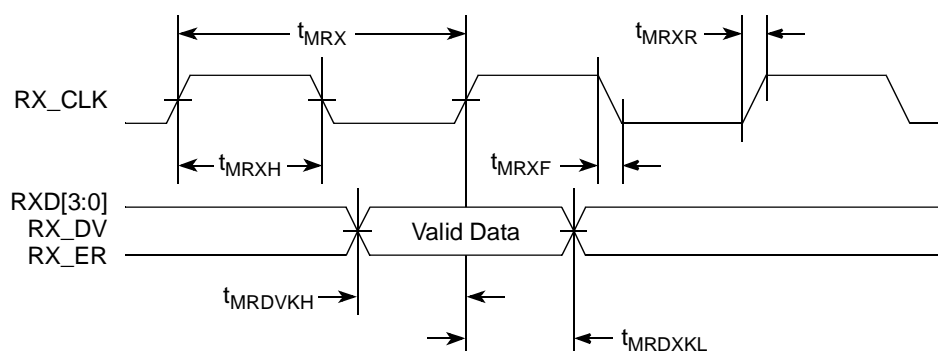 tMRX
tMRXR
RX_CLK
tMRXH
tMRXF
RXD[3:0]
RX_DV
Valid Data
RX_ER
tMRDVKH
tMRDXKL